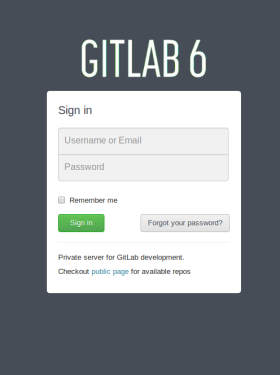 GITLAB 6
Sign in
Username or Email
Password
Remember me
Sign in
Forgot your password?
Private server for GitLab development.
Checkout public page for available repos